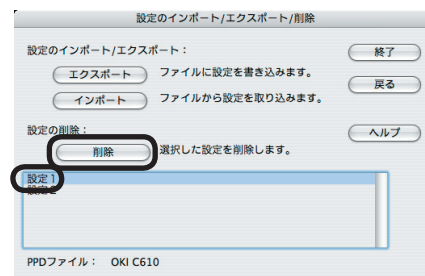 設定のインポート/エクスポート/削除
設定のインポート/エクスポート：
終了
エクスポート
ファイルに設定を書き込みます。
戻る
インポート
ファイルから設定を取り込みます。
設定の削除：
ヘルプ
削除
選択した設定を削除します。
設定1
設定2
PPDファイル： OKI C610